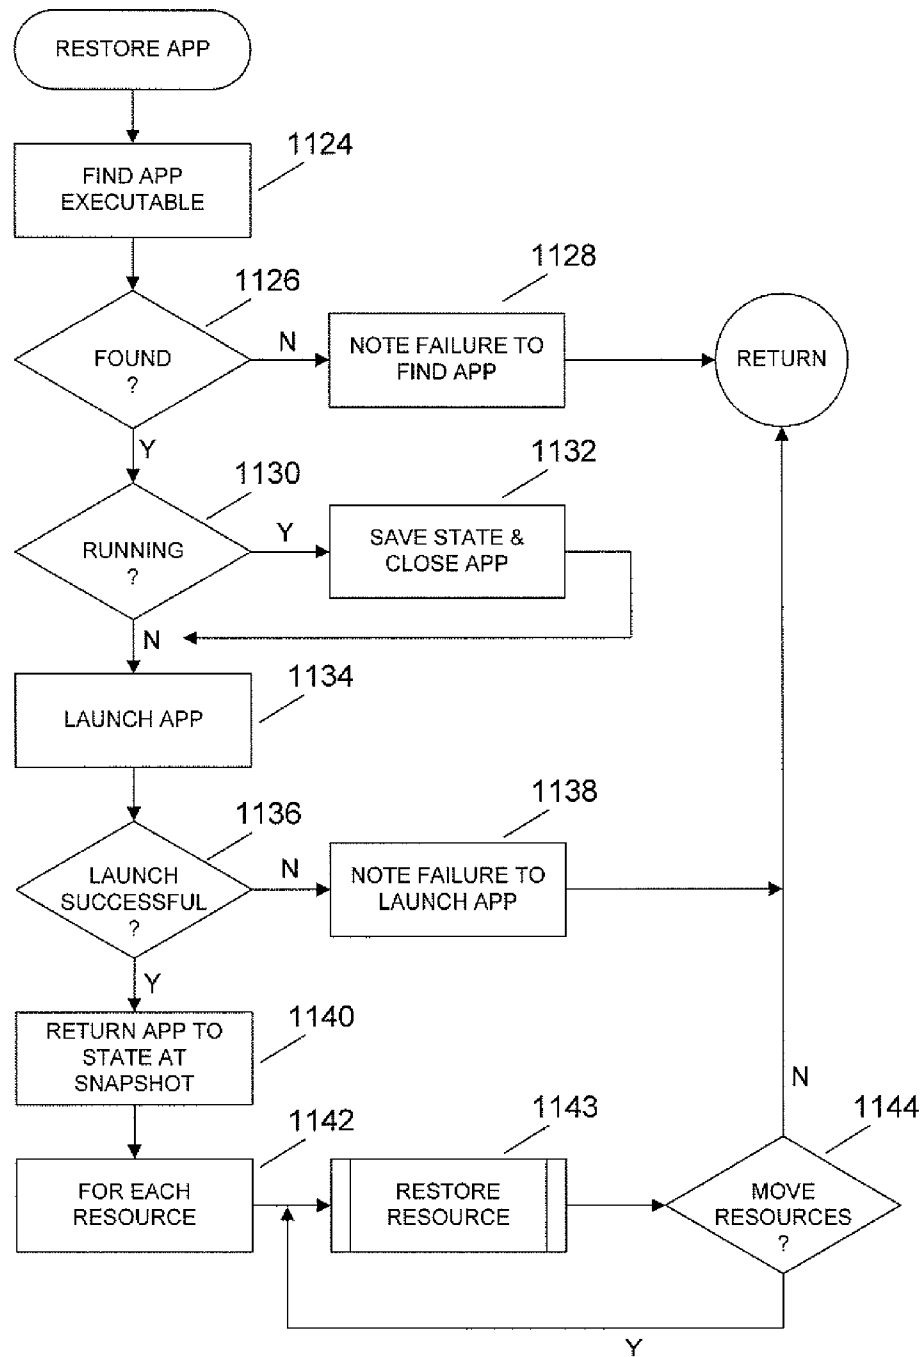 RESTORE APP
1124
FIND APP
EXECUTABLE
1126
FOUND
?
N
1128
NOTE FAILURE TO
FIND APP
RETURN
Y
1130
RUNNING
?
Y
1132
SAVE STATE &
CLOSE APP
N
1134
LAUNCH APP
1136
LAUNCH
SUCCESSFUL
?
N
1138
NOTE FAILURE TO
LAUNCH APP
Y
1140
RETURN APP TO
STATE AT
SNAPSHOT
N
1142
FOR EACH
RESOURCE
1143
RESTORE
RESOURCE
1144
MOVE
RESOURCES
?
Y